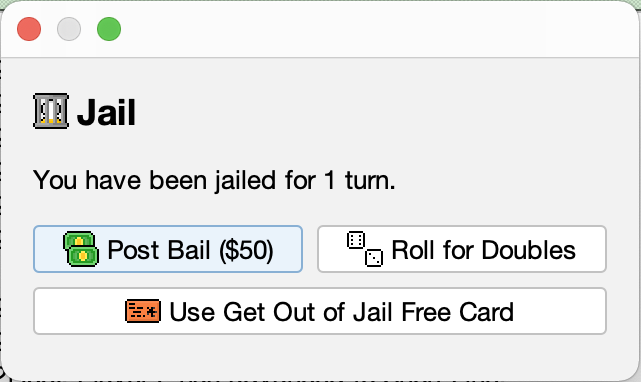 Jail
You have been jailed for 1 turn.
Post Bail ($50)
Roll for Doubles
Use Get Out of Jail Free Card